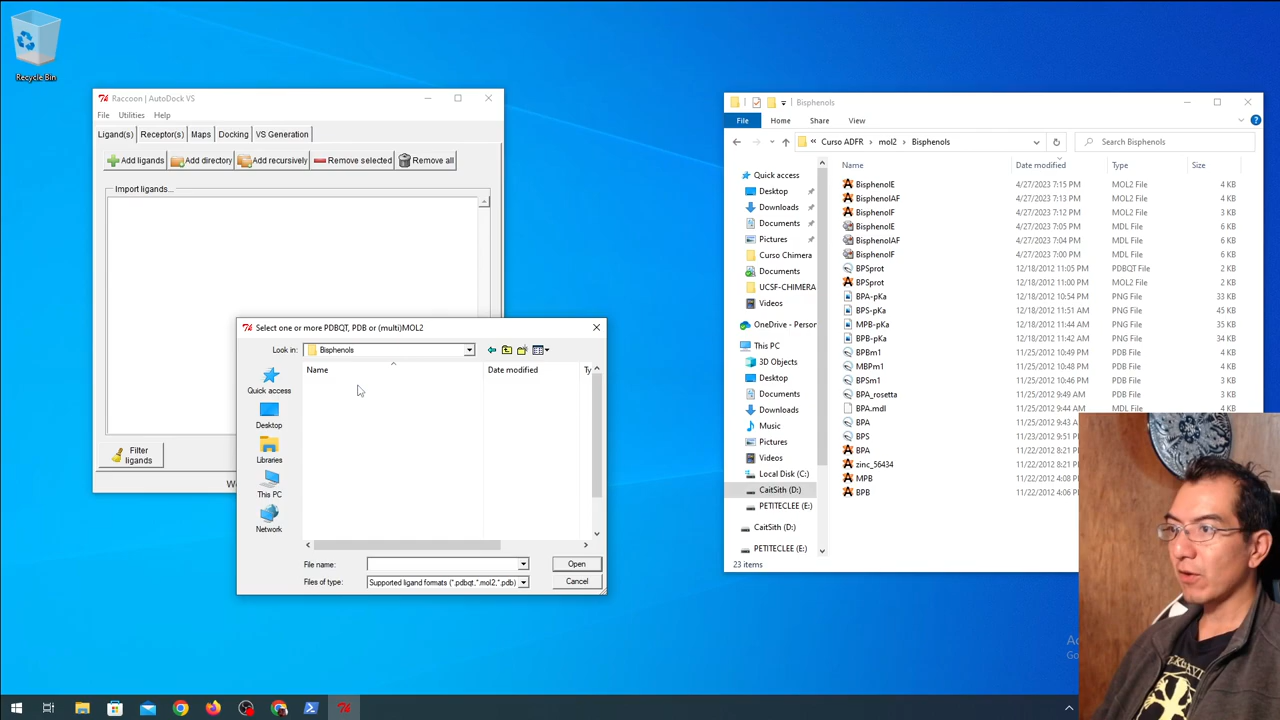 Recycle Bin
Raccoon | AutoDock VS
File Utilities Help
Ligand(s) Receptor(s) Maps Docking VS Generation
Add ligands Add directory Add recursively Remove selected Remove all
Import ligands...
Filter ligands
Select one or more PDBQT, PDB or (multi)MOL2
Look in: Bisphenols
Name Date modified Ty
Quick access
Desktop
Libraries
This PC
Network
File name:
Open
Files of type: Supported ligand formats (*.pdbqt,*.mol2,*.pdb)
Cancel
Bisphenols
File Home Share View
« Curso ADFR › mol2 › Bisphenols
Search Bisphenols
Name Date modified Type Size
Quick access
Desktop
Downloads
Documents
Pictures
Curso Chimera
Documents
UCSF-CHIMERA
Videos
OneDrive - Person
This PC
3D Objects
Desktop
Documents
Downloads
Music
Pictures
Videos
Local Disk (C:)
CaitSith (D:)
PETITECLEE (E:)
CaitSith (D:)
PETITECLEE (E:)
BisphenolE 4/27/2023 7:15 PM MOL2 File 4 KB
BisphenolAF 4/27/2023 7:13 PM MOL2 File 4 KB
BisphenolF 4/27/2023 7:12 PM MOL2 File 3 KB
BisphenolE 4/27/2023 7:05 PM MDL File 6 KB
BisphenolAF 4/27/2023 7:04 PM MDL File 6 KB
BisphenolF 4/27/2023 7:00 PM MDL File 6 KB
BPSprot 12/18/2012 11:05 PM PDBQT File 2 KB
BPSprot 12/18/2012 11:05 PM MOL2 File 2 KB
BPA-pKa 12/18/2012 10:54 PM PNG File 33 KB
BPS-pKa 12/18/2012 11:11 PM PNG File 45 KB
MPB-pKa 12/18/2012 11:44 PM PNG File 35 KB
BPB-pKa 12/18/2012 11:42 PM PNG File 44 KB
BPBm1 11/25/2012 10:49 PM PDB File 3 KB
MBPm1 11/25/2012 10:48 PM PDB File 3 KB
BPSm1 11/25/2012 10:46 PM PDB File 2 KB
BPA_rosetta 11/25/2012 9:49 AM PDB File 3 KB
BPA.mdl 11/25/2012 9:44 AM MDL File 4 KB
BPA 11/25/2012 9:43
BPS 11/23/2012 9:51
BPA 11/22/2012 9:21
zinc_56434 11/22/2012 9:21
MPB 11/22/2012 4:08
BPB 11/22/2012 4:06
23 items